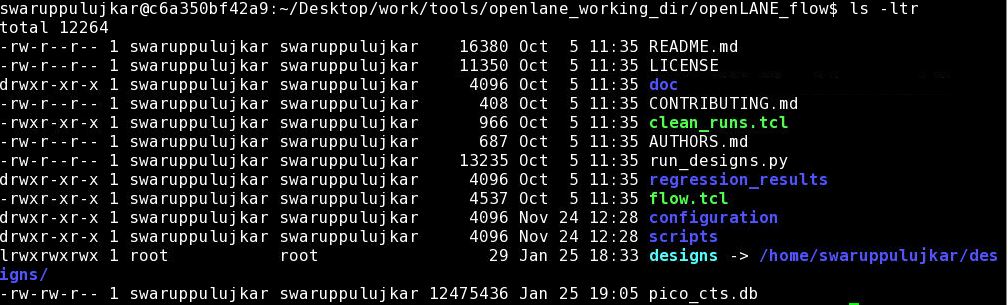 swaruppulujkar@c6a350bf42a9:~/Desktop/work/tools/openlane_working_dir/openLANE_flow$ ls -ltr
total 12264
-rw-r--r-- 1 swaruppulujkar swaruppulujkar    16380 Oct  5 11:35 README.md
-rw-r--r-- 1 swaruppulujkar swaruppulujkar    11350 Oct  5 11:35 LICENSE
drwxr-xr-x 1 swaruppulujkar swaruppulujkar     4096 Oct  5 11:35 doc
-rw-r--r-- 1 swaruppulujkar swaruppulujkar      408 Oct  5 11:35 CONTRIBUTING.md
-rwxr-xr-x 1 swaruppulujkar swaruppulujkar      966 Oct  5 11:35 clean_runs.tcl
-rw-r--r-- 1 swaruppulujkar swaruppulujkar      687 Oct  5 11:35 AUTHORS.md
-rw-r--r-- 1 swaruppulujkar swaruppulujkar    13235 Oct  5 11:35 run_designs.py
drwxr-xr-x 1 swaruppulujkar swaruppulujkar     4096 Oct  5 11:35 regression_results
-rwxr-xr-x 1 swaruppulujkar swaruppulujkar     4537 Oct  5 11:35 flow.tcl
drwxr-xr-x 1 swaruppulujkar swaruppulujkar     4096 Nov 24 12:28 configuration
drwxr-xr-x 1 swaruppulujkar swaruppulujkar     4096 Nov 24 12:28 scripts
lrwxrwxrwx 1 root           root                 29 Jan 25 18:33 designs -> /home/swaruppulujkar/des
igns/
-rw-rw-r-- 1 swaruppulujkar swaruppulujkar 12475436 Jan 25 19:05 pico_cts.db